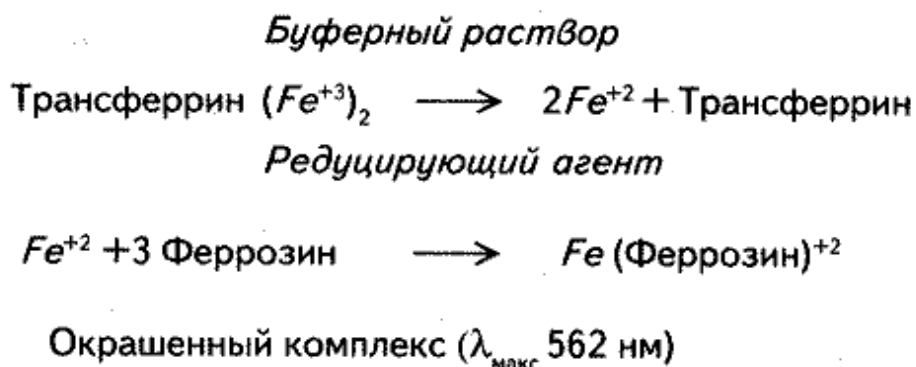 Буферный раствор
Трансферрин (Fe⁺³)₂ ⟶ 2Fe⁺² + Трансферрин
Редуцирующий агент
Fe⁺² +3 Феррозин ⟶ Fe (Феррозин)⁺²
Окрашенный комплекс (λмакс 562 нм)